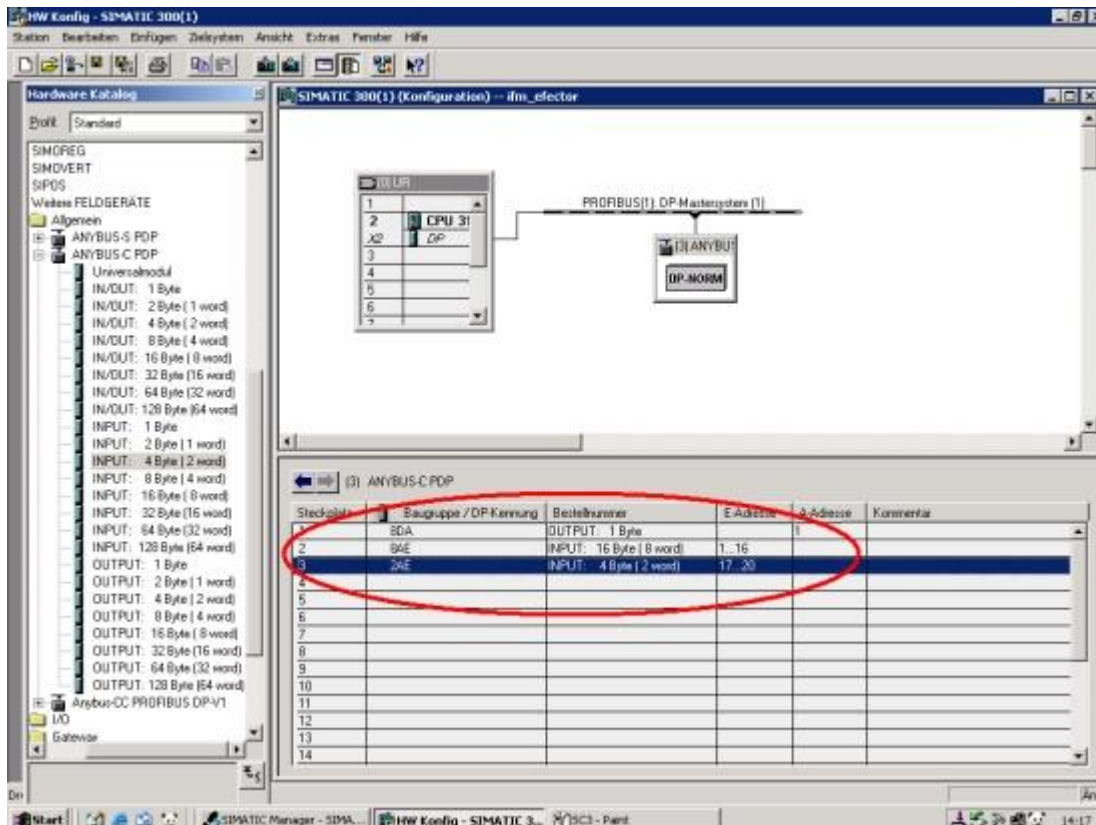 HW Konfig - SIMATIC 300(1)
Station Bearbeiten Einfügen Zielsystem Ansicht Extras Fenster Hilfe
Hardware Katalog
Profil: Standard
SIMOREG
SIMOVERT
SIPOS
Weitere FELDGERÄTE
Allgemein
ANYBUS-S PDP
ANYBUS-C PDP
Universalmodul
IN/OUT: 1 Byte
IN/OUT: 2 Byte ( 1 word)
IN/OUT: 4 Byte ( 2 word)
IN/OUT: 8 Byte ( 4 word)
IN/OUT: 16 Byte ( 8 word)
IN/OUT: 32 Byte (16 word)
IN/OUT: 64 Byte (32 word)
IN/OUT: 128 Byte (64 word)
INPUT: 1 Byte
INPUT: 2 Byte ( 1 word)
INPUT: 4 Byte ( 2 word)
INPUT: 8 Byte ( 4 word)
INPUT: 16 Byte ( 8 word)
INPUT: 32 Byte (16 word)
INPUT: 64 Byte (32 word)
INPUT: 128 Byte (64 word)
OUTPUT: 1 Byte
OUTPUT: 2 Byte ( 1 word)
OUTPUT: 4 Byte ( 2 word)
OUTPUT: 8 Byte ( 4 word)
OUTPUT: 16 Byte ( 8 word)
OUTPUT: 32 Byte (16 word)
OUTPUT: 64 Byte (32 word)
OUTPUT: 128 Byte (64 word)
Anybus-CC PROFIBUS DP-V1
I/O
Gateway
SIMATIC 300(1) (Konfiguration) -- ifm_efector
(0) UR
1
2 CPU 31
X2 DP
3
4
5
6
7
PROFIBUS(1): DP-Mastersystem (1)
(3) ANYBU
DP-NORM
(3) ANYBUS-C PDP
Steckplatz Baugruppe / DP-Kennung Bestellnummer E-Adresse A-Adresse Kommentar
1 8DA OUTPUT: 1 Byte 1
2 8AE INPUT: 16 Byte ( 8 word) 1...16
3 2AE INPUT: 4 Byte ( 2 word) 17...20
4
5
6
7
8
9
10
11
12
13
14
Än
Start SIMATIC Manager - SIMA... HW Konfig - SIMATIC 3... SC3 - Paint 14:17